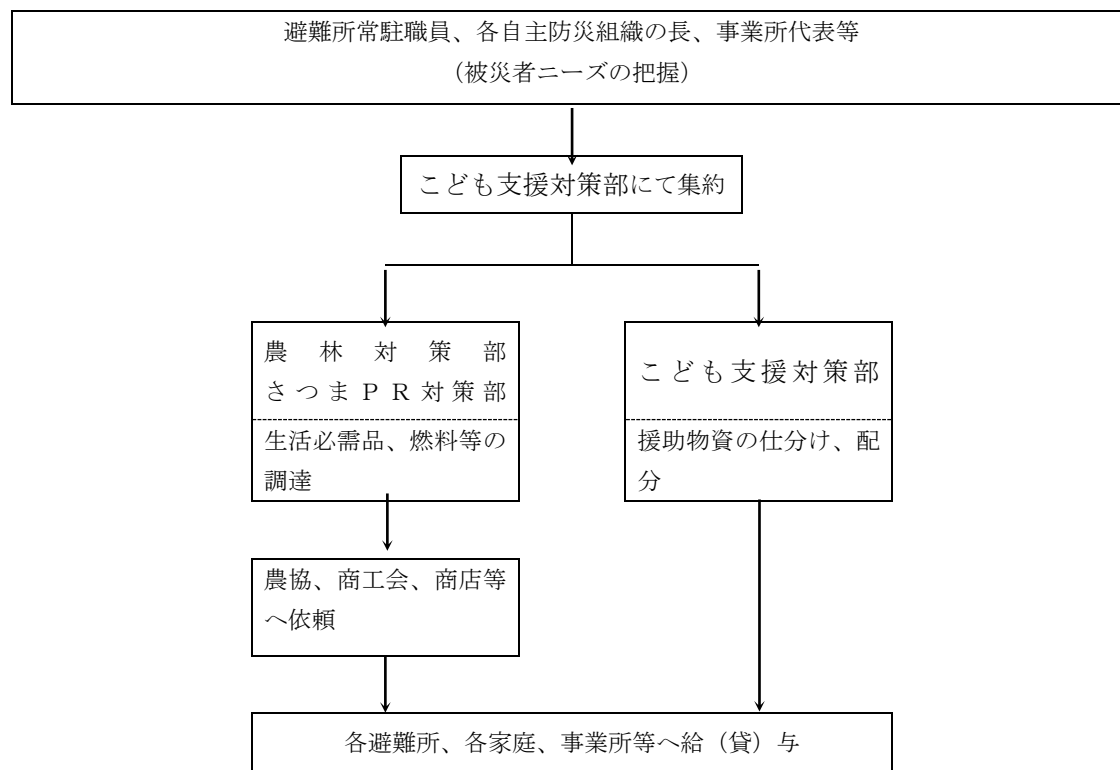 避難所常駐職員、各自主防災組織の長、事業所代表等
（被災者ニーズの把握）
こども支援対策部にて集約
農林対策部
さつまＰＲ対策部
生活必需品、燃料等の
調達
こども支援対策部
援助物資の仕分け、配
分
農協、商工会、商店等
へ依頼
各避難所、各家庭、事業所等へ給（貸）与